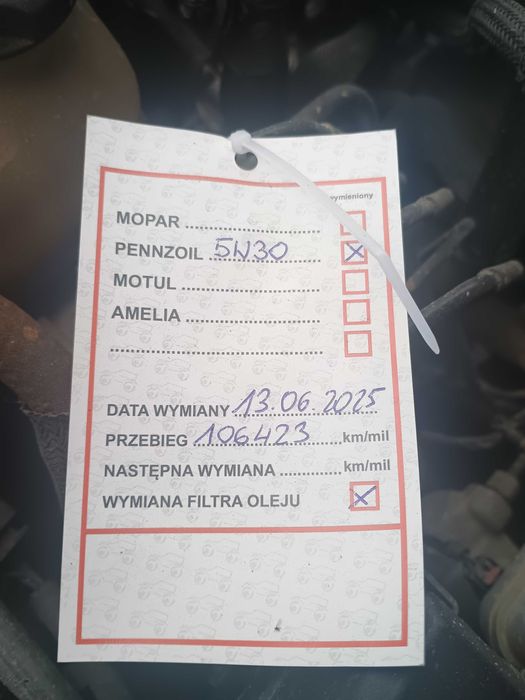 wymieniony
MOPAR ..............................
PENNZOIL 5W30
MOTUL ..............................
AMELIA ..............................
..............................................
DATA WYMIANY 13.06.2025
PRZEBIEG 106423 km/mil
NASTĘPNA WYMIANA .............. km/mil
WYMIANA FILTRA OLEJU